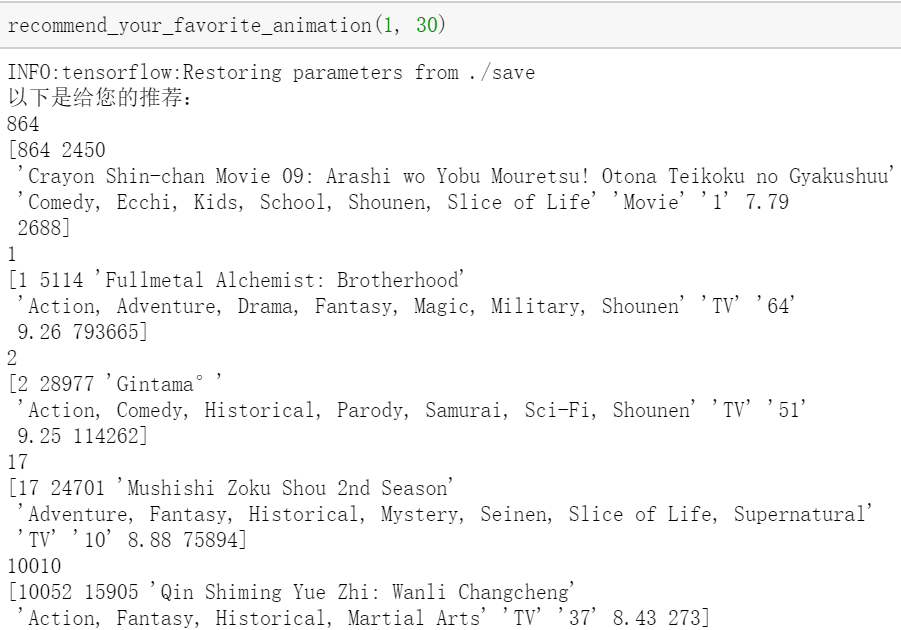 recommend_your_favorite_animation(1, 30)
INFO:tensorflow:Restoring parameters from ./save
以下是给您的推荐：
864
[864 2450
'Crayon Shin-chan Movie 09: Arashi wo Yobu Mouretsu! Otona Teikoku no Gyakushuu'
'Comedy, Ecchi, Kids, School, Shounen, Slice of Life' 'Movie' '1' 7.79
2688]
1
[1 5114 'Fullmetal Alchemist: Brotherhood'
'Action, Adventure, Drama, Fantasy, Magic, Military, Shounen' 'TV' '64'
9.26 793665]
2
[2 28977 'Gintama°'
'Action, Comedy, Historical, Parody, Samurai, Sci-Fi, Shounen' 'TV' '51'
9.25 114262]
17
[17 24701 'Mushishi Zoku Shou 2nd Season'
'Adventure, Fantasy, Historical, Mystery, Seinen, Slice of Life, Supernatural'
'TV' '10' 8.88 75894]
10010
[10052 15905 'Qin Shiming Yue Zhi: Wanli Changcheng'
'Action, Fantasy, Historical, Martial Arts' 'TV' '37' 8.43 273]